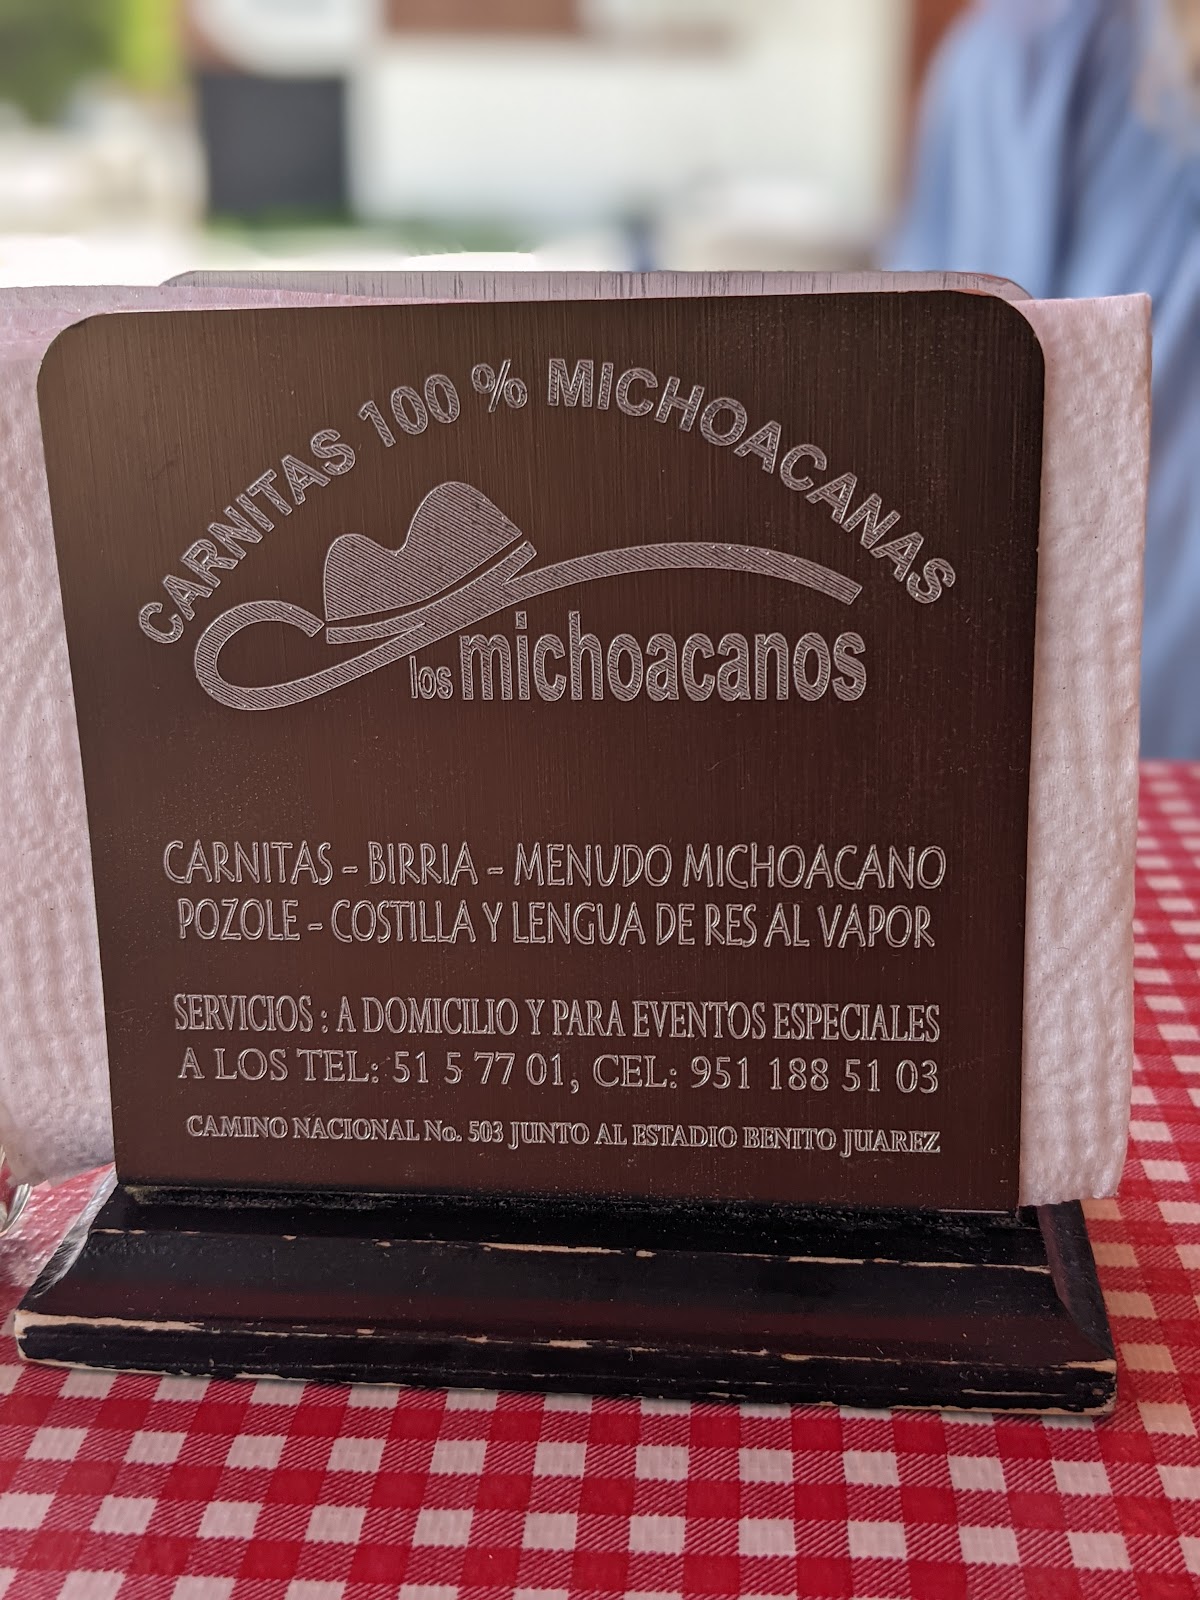 CARNITAS 100 % MICHOACANAS
los michoacanos
CARNITAS - BIRRIA - MENUDO MICHOACANO
POZOLE - COSTILLA Y LENGUA DE RES AL VAPOR
SERVICIOS : A DOMICILIO Y PARA EVENTOS ESPECIALES
A LOS TEL: 51 5 77 01, CEL: 951 188 51 03
CAMINO NACIONAL No. 503 JUNTO AL ESTADIO BENITO JUAREZ